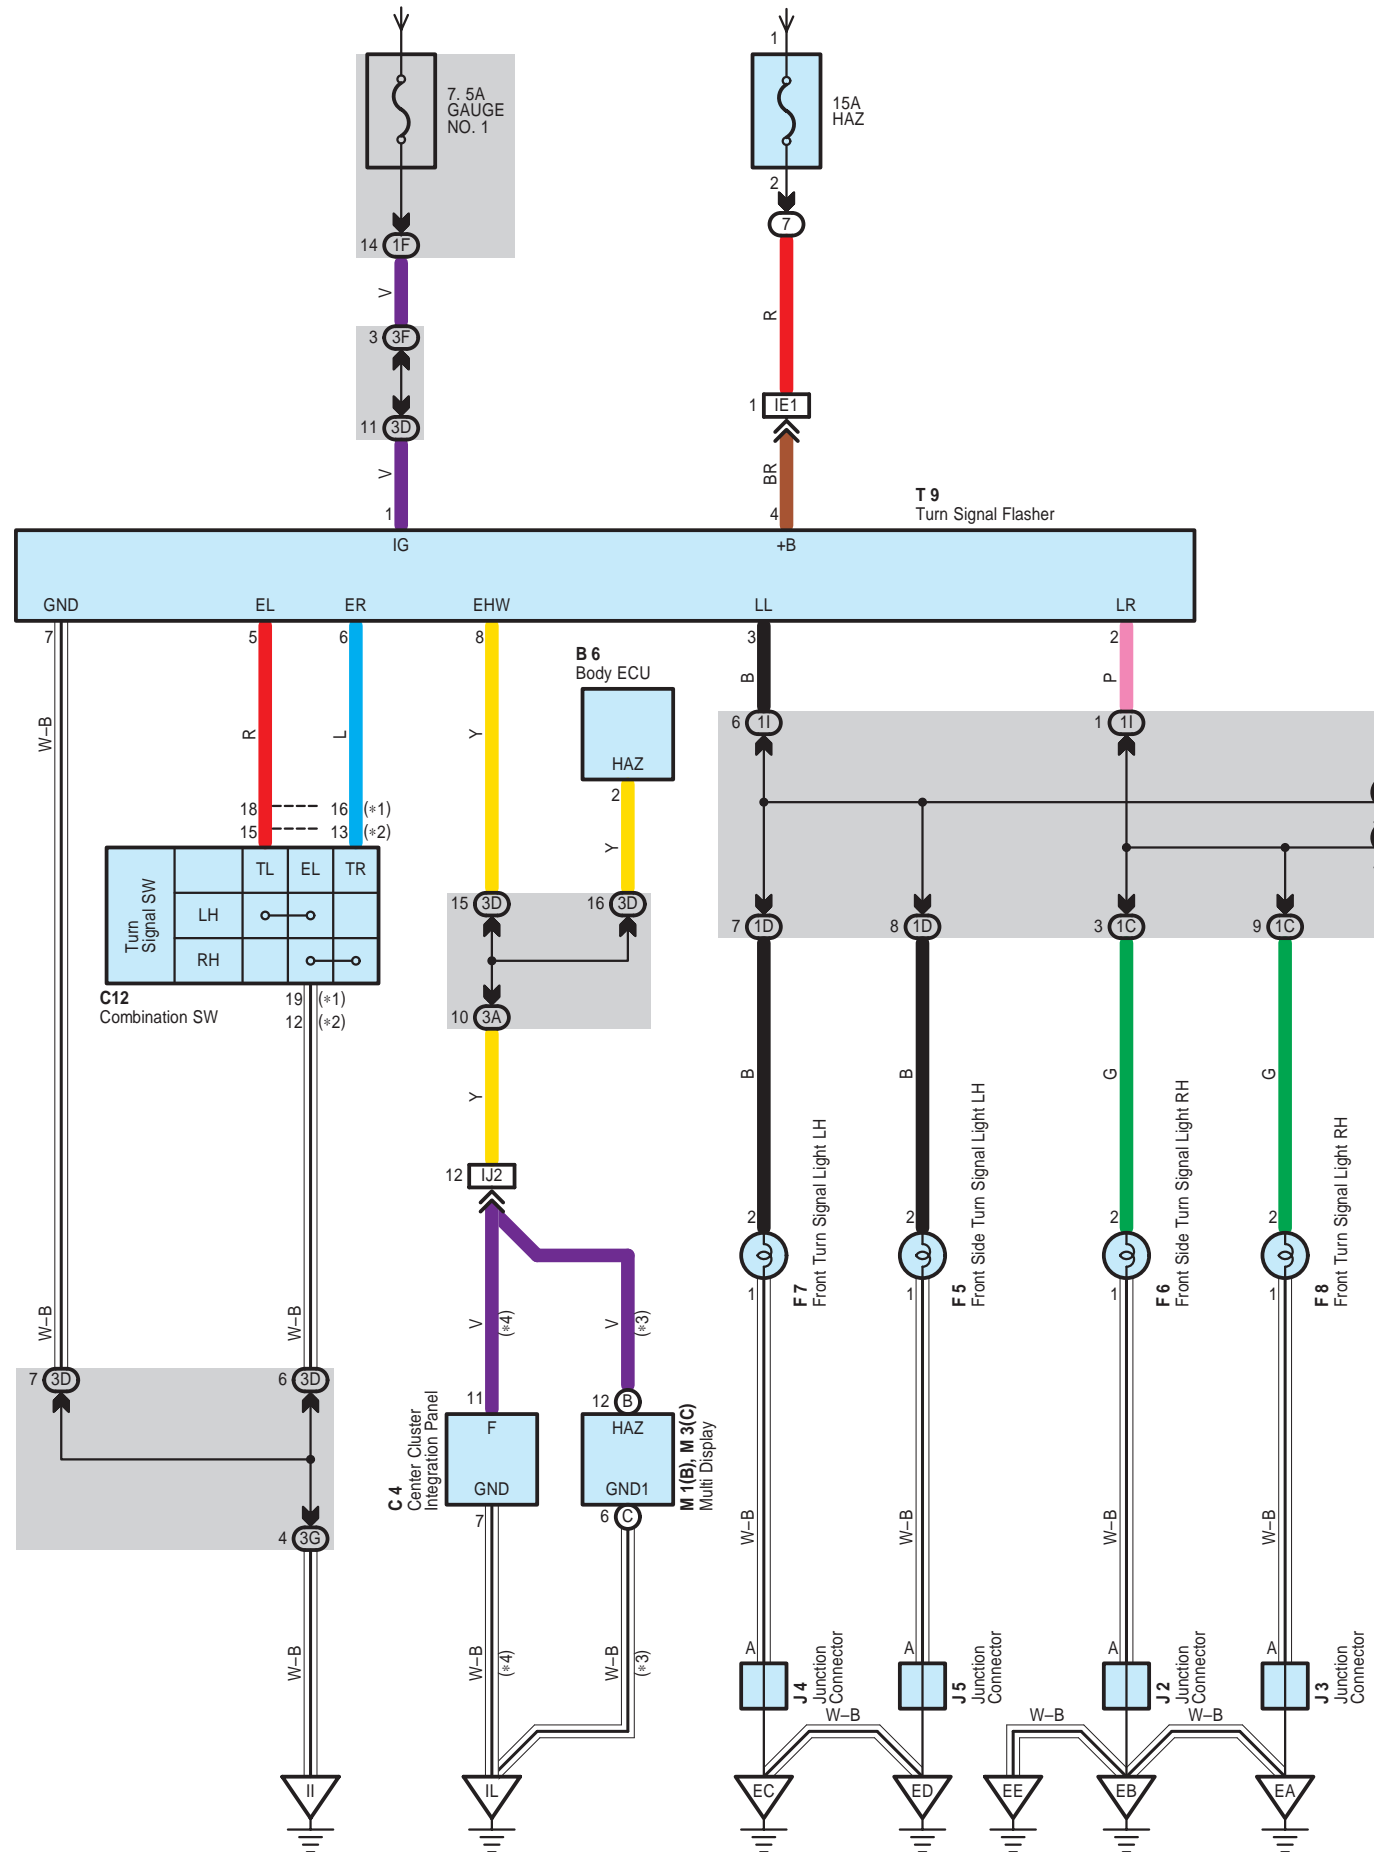 7. 5A
GAUGE
NO. 1
1
15A
HAZ
2
7
14 1F
V
R
3 3F
1 IE1
11 3D
V
BR
1
4
T 9
Turn Signal Flasher
IG
+B
GND
EL
ER
EHW
LL
LR
7
5
6
8
3
2
B 6
Body ECU
HAZ
2
W–B
R
L
Y
Y
B
P
6 1I
1 1I
18
16 (∗1)
15
13 (∗2)
Turn
Signal SW
TL
EL
TR
LH
RH
C12
Combination SW
19 (∗1)
12 (∗2)
15 3D
16 3D
10 3A
7 1D
8 1D
3 1C
9 1C
Y
B
B
G
G
12 IJ2
2
2
2
2
F 7
Front Turn Signal Light LH
F 5
Front Side Turn Signal Light LH
F 6
Front Side Turn Signal Light RH
F 8
Front Turn Signal Light RH
1
1
1
1
W–B
W–B
V
(∗4)
V
(∗3)
7 3D
6 3D
11
12 B
F
GND
C 4
Center Cluster
Integration Panel
HAZ
GND1
M 1(B), M 3(C)
Multi Display
7
6 C
4 3G
W–B
W–B
W–B
W–B
W–B
W–B
(∗4)
W–B
(∗3)
A
A
A
A
J 4
Junction
Connector
J 5
Junction
Connector
J 2
Junction
Connector
J 3
Junction
Connector
W–B
W–B
W–B
II
IL
EC
ED
EE
EB
EA